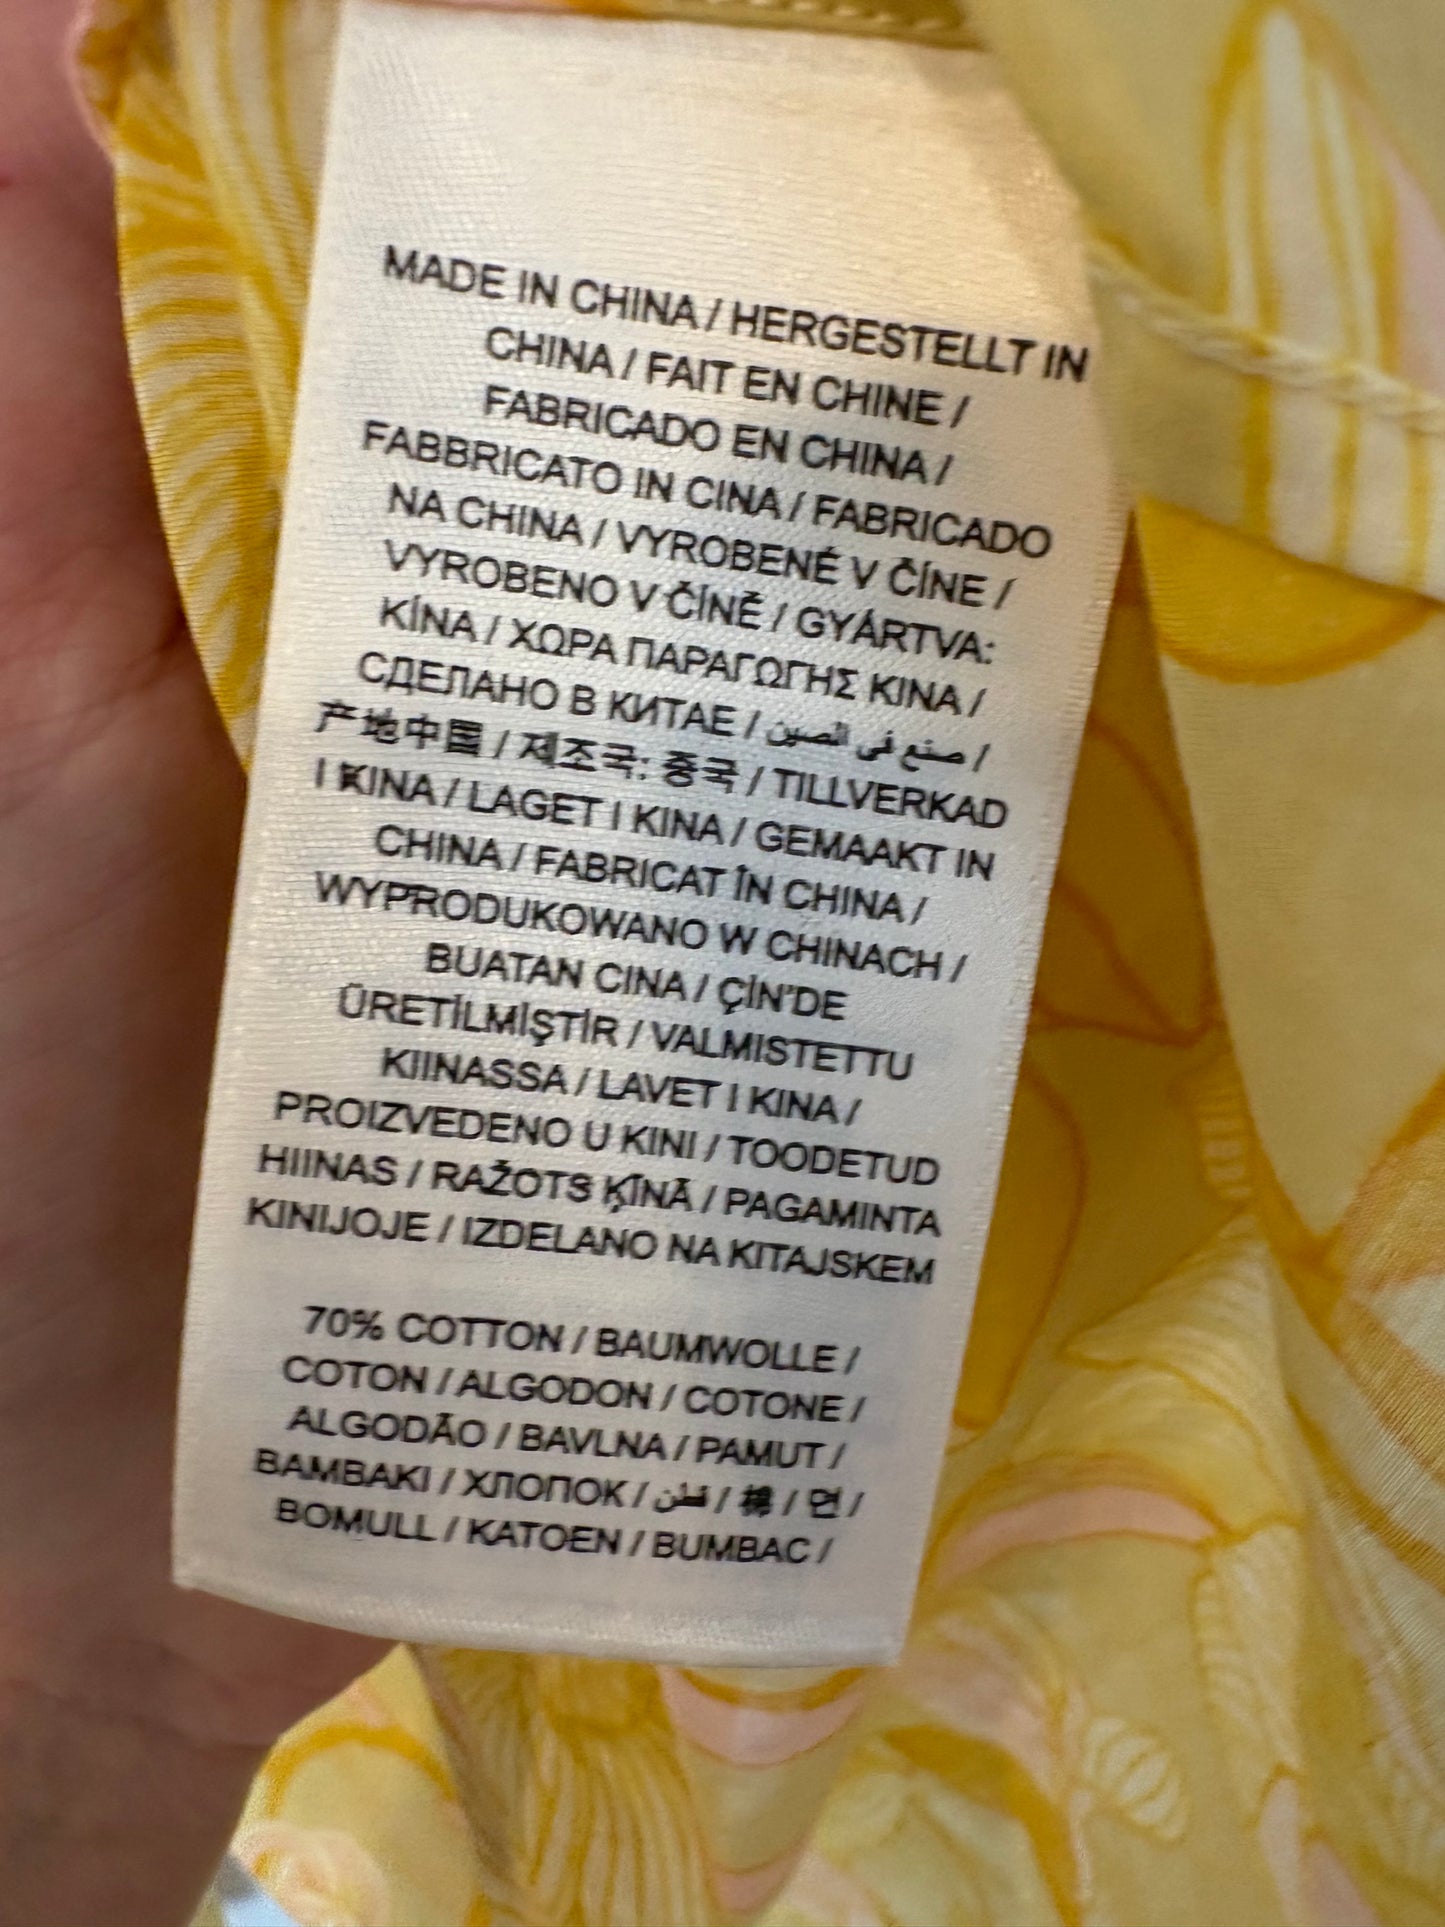 MADE IN CHINA / HERGESTELLT IN
CHINA / FAIT EN CHINE /
FABRICADO EN CHINA /
FABBRICATO IN CINA / FABRICADO
NA CHINA / VYROBENÉ V ČÍNE /
VYROBENO V ČÍNĚ / GYÁRTVA:
KÍNA / ΧΩΡΑ ΠΑΡΑΓΩΓΗΣ ΚΙΝΑ /
СДЕЛАНО В КИТАЕ / صنع في الصين /
产地中国 / 제조국: 중국 / TILLVERKAD
I KINA / LAGET I KINA / GEMAAKT IN
CHINA / FABRICAT ÎN CHINA /
WYPRODUKOWANO W CHINACH /
BUATAN CINA / ÇİN'DE
ÜRETİLMİŞTİR / VALMISTETTU
KIINASSA / LAVET I KINA /
PROIZVEDENO U KINI / TOODETUD
HIINAS / RAŽOTS ĶĪNĀ / PAGAMINTA
KINIJOJE / IZDELANO NA KITAJSKEM
70% COTTON / BAUMWOLLE /
COTON / ALGODON / COTONE /
ALGODÃO / BAVLNA / PAMUT /
BAMBAKI / ХЛОПОК / قطن / 棉 / 면 /
BOMULL / KATOEN / BUMBAC /